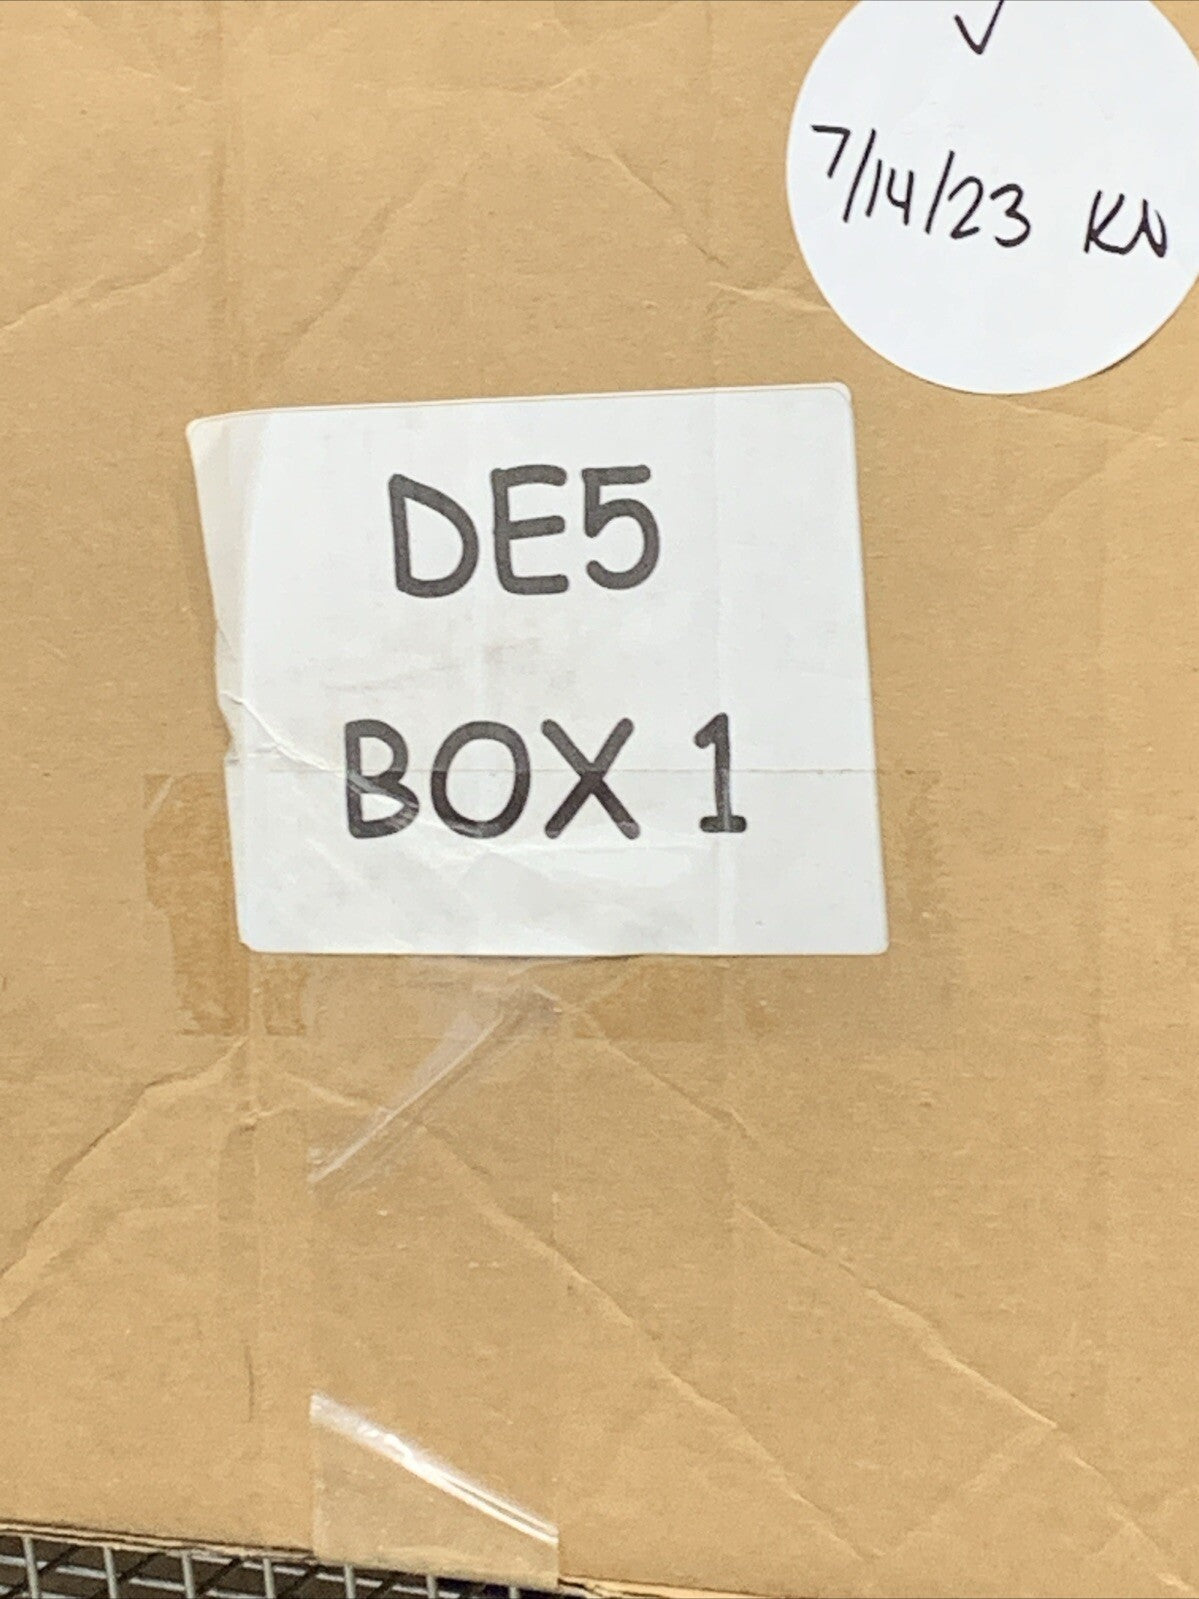 ✓
7/14/23 KN
DE5
BOX 1